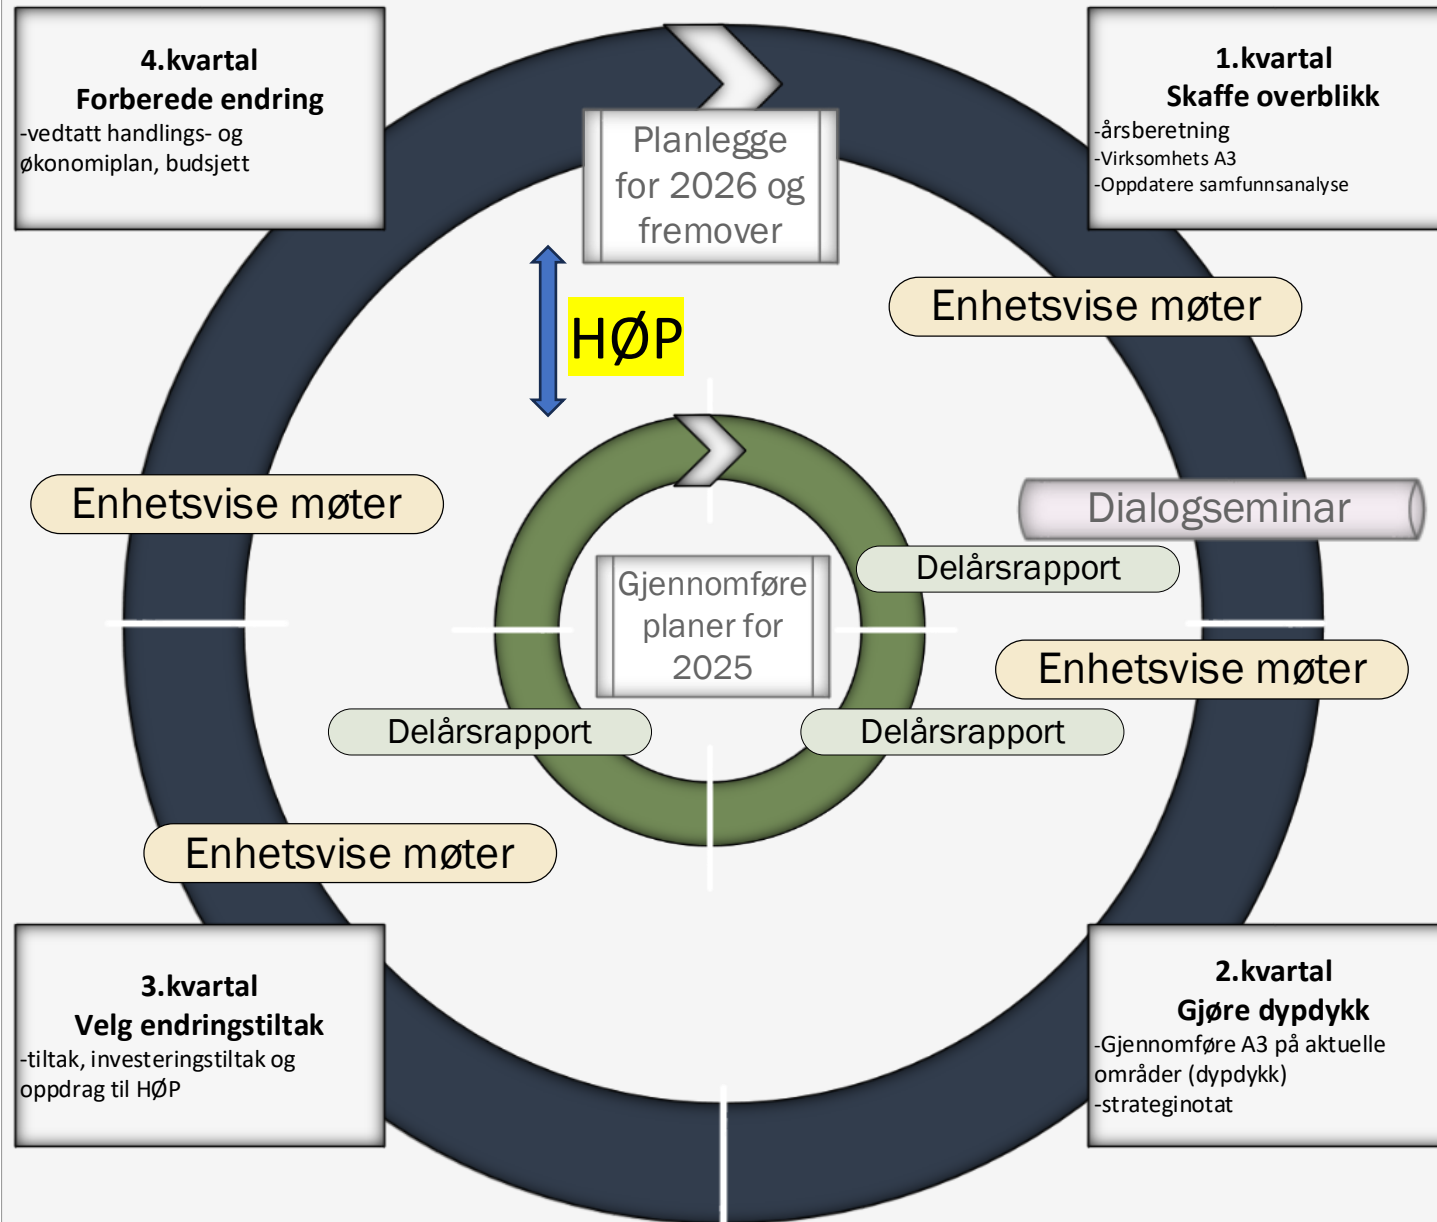 4.kvartal
Forberede endring
-vedtatt handlings- og
økonomiplan, budsjett
Planlegge
for 2026 og
fremover
1.kvartal
Skaffe overblikk
-årsberetning
-Virksomhets A3
-Oppdatere samfunnsanalyse
HØP
Enhetsvise møter
Enhetsvise møter
Dialogseminar
Delårsrapport
Gjennomføre
planer for
2025
Enhetsvise møter
Delårsrapport
Delårsrapport
Enhetsvise møter
3.kvartal
Velg endringstiltak
-tiltak, investeringstiltak og
oppdrag til HØP
2.kvartal
Gjøre dypdykk
-Gjennomføre A3 på aktuelle
områder (dypdykk)
-strateginotat